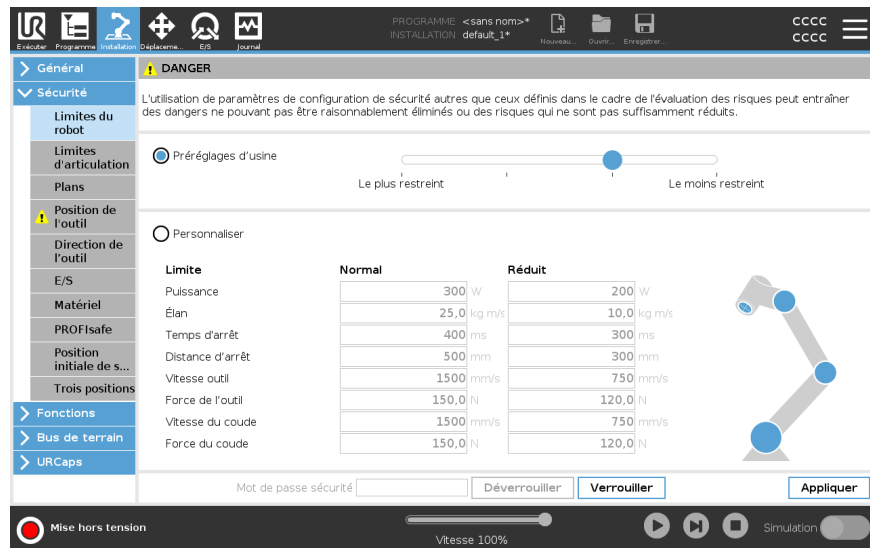 UR
PROGRAMME <sans nom>*
INSTALLATION default_1*
cccc
cccc
Exécuter Programme Installation Déplaceme... E/S Journal
Nouveau... Ouvrir... Enregistrer...
Général
Sécurité
Limites du
robot
Limites
d'articulation
Plans
Position de
l'outil
Direction de
l'outil
E/S
Matériel
PROFIsafe
Position
initiale de s...
Trois positions
Fonctions
Bus de terrain
URCaps
DANGER
L'utilisation de paramètres de configuration de sécurité autres que ceux définis dans le cadre de l'évaluation des risques peut entraîner
des dangers ne pouvant pas être raisonnablement éliminés ou des risques qui ne sont pas suffisamment réduits.
Préréglages d'usine
Le plus restreint Le moins restreint
Personnaliser
Limite Normal Réduit
Puissance 300 W 200 W
Élan 25,0 kg m/s 10,0 kg m/s
Temps d'arrêt 400 ms 300 ms
Distance d'arrêt 500 mm 300 mm
Vitesse outil 1500 mm/s 750 mm/s
Force de l'outil 150,0 N 120,0 N
Vitesse du coude 1500 mm/s 750 mm/s
Force du coude 150,0 N 120,0 N
Mot de passe sécurité Déverrouiller Verrouiller Appliquer
Mise hors tension
Vitesse 100%
Simulation